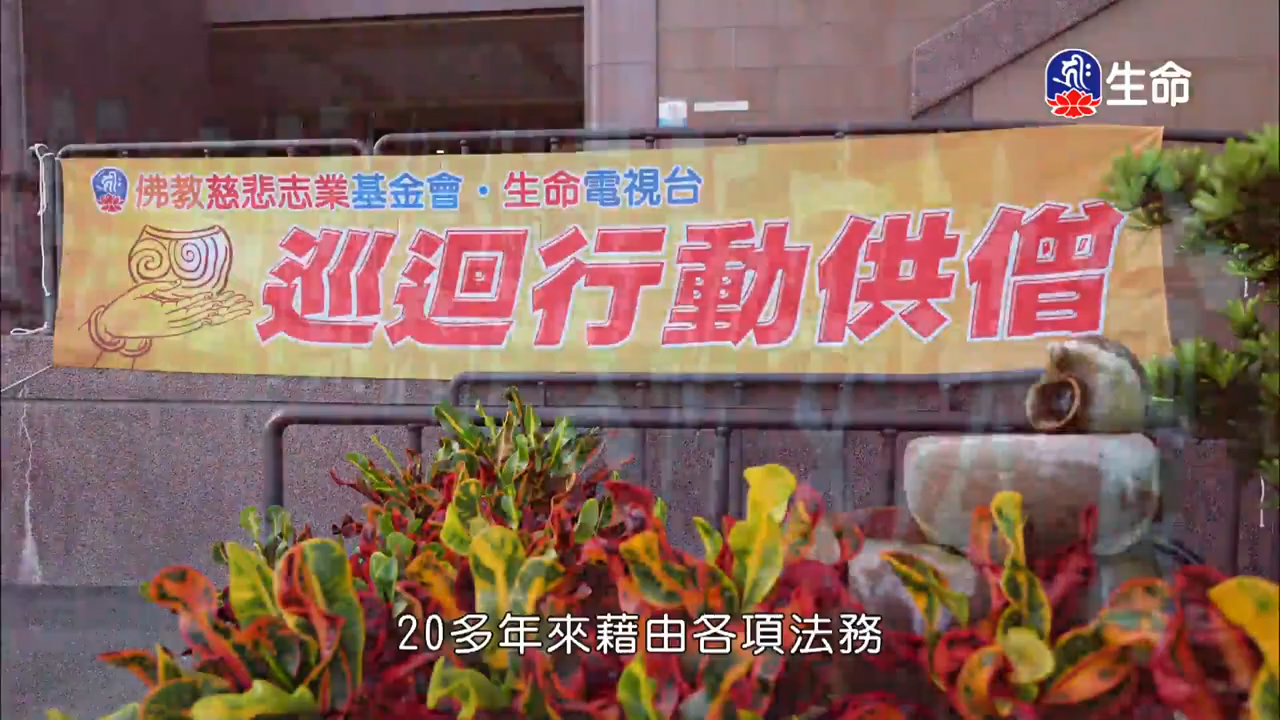 生命
佛教慈悲志業基金會・生命電視台
巡迴行動供僧
20多年來藉由各項法務